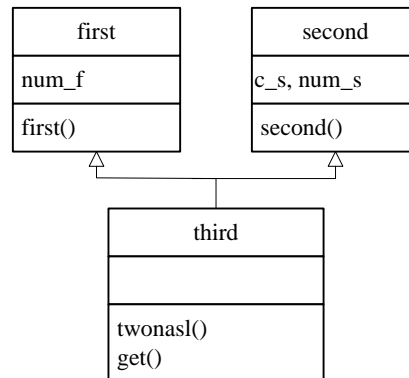 first
num_f
first()
second
c_s, num_s
second()
third
twonasl()
get()